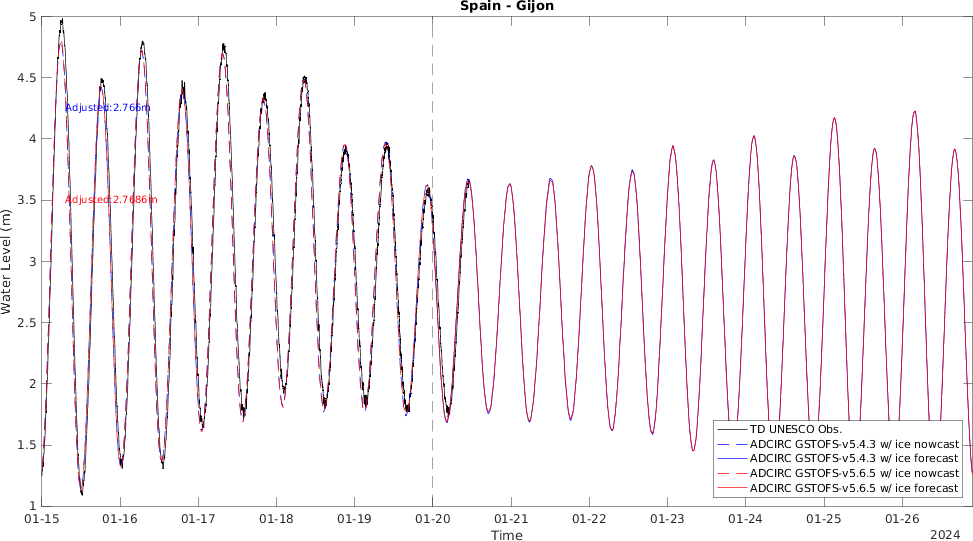 Spain - Gijon
5
4.5
4
3.5
3
2.5
2
1.5
1
Water Level (m)
Adjusted:2.766m
Adjusted:2.7686m
TD UNESCO Obs.
ADCIRC GSTOFS-v5.4.3 w/ ice nowcast
ADCIRC GSTOFS-v5.4.3 w/ ice forecast
ADCIRC GSTOFS-v5.6.5 w/ ice nowcast
ADCIRC GSTOFS-v5.6.5 w/ ice forecast
01-15 01-16 01-17 01-18 01-19 01-20 01-21 01-22 01-23 01-24 01-25 01-26
Time
2024